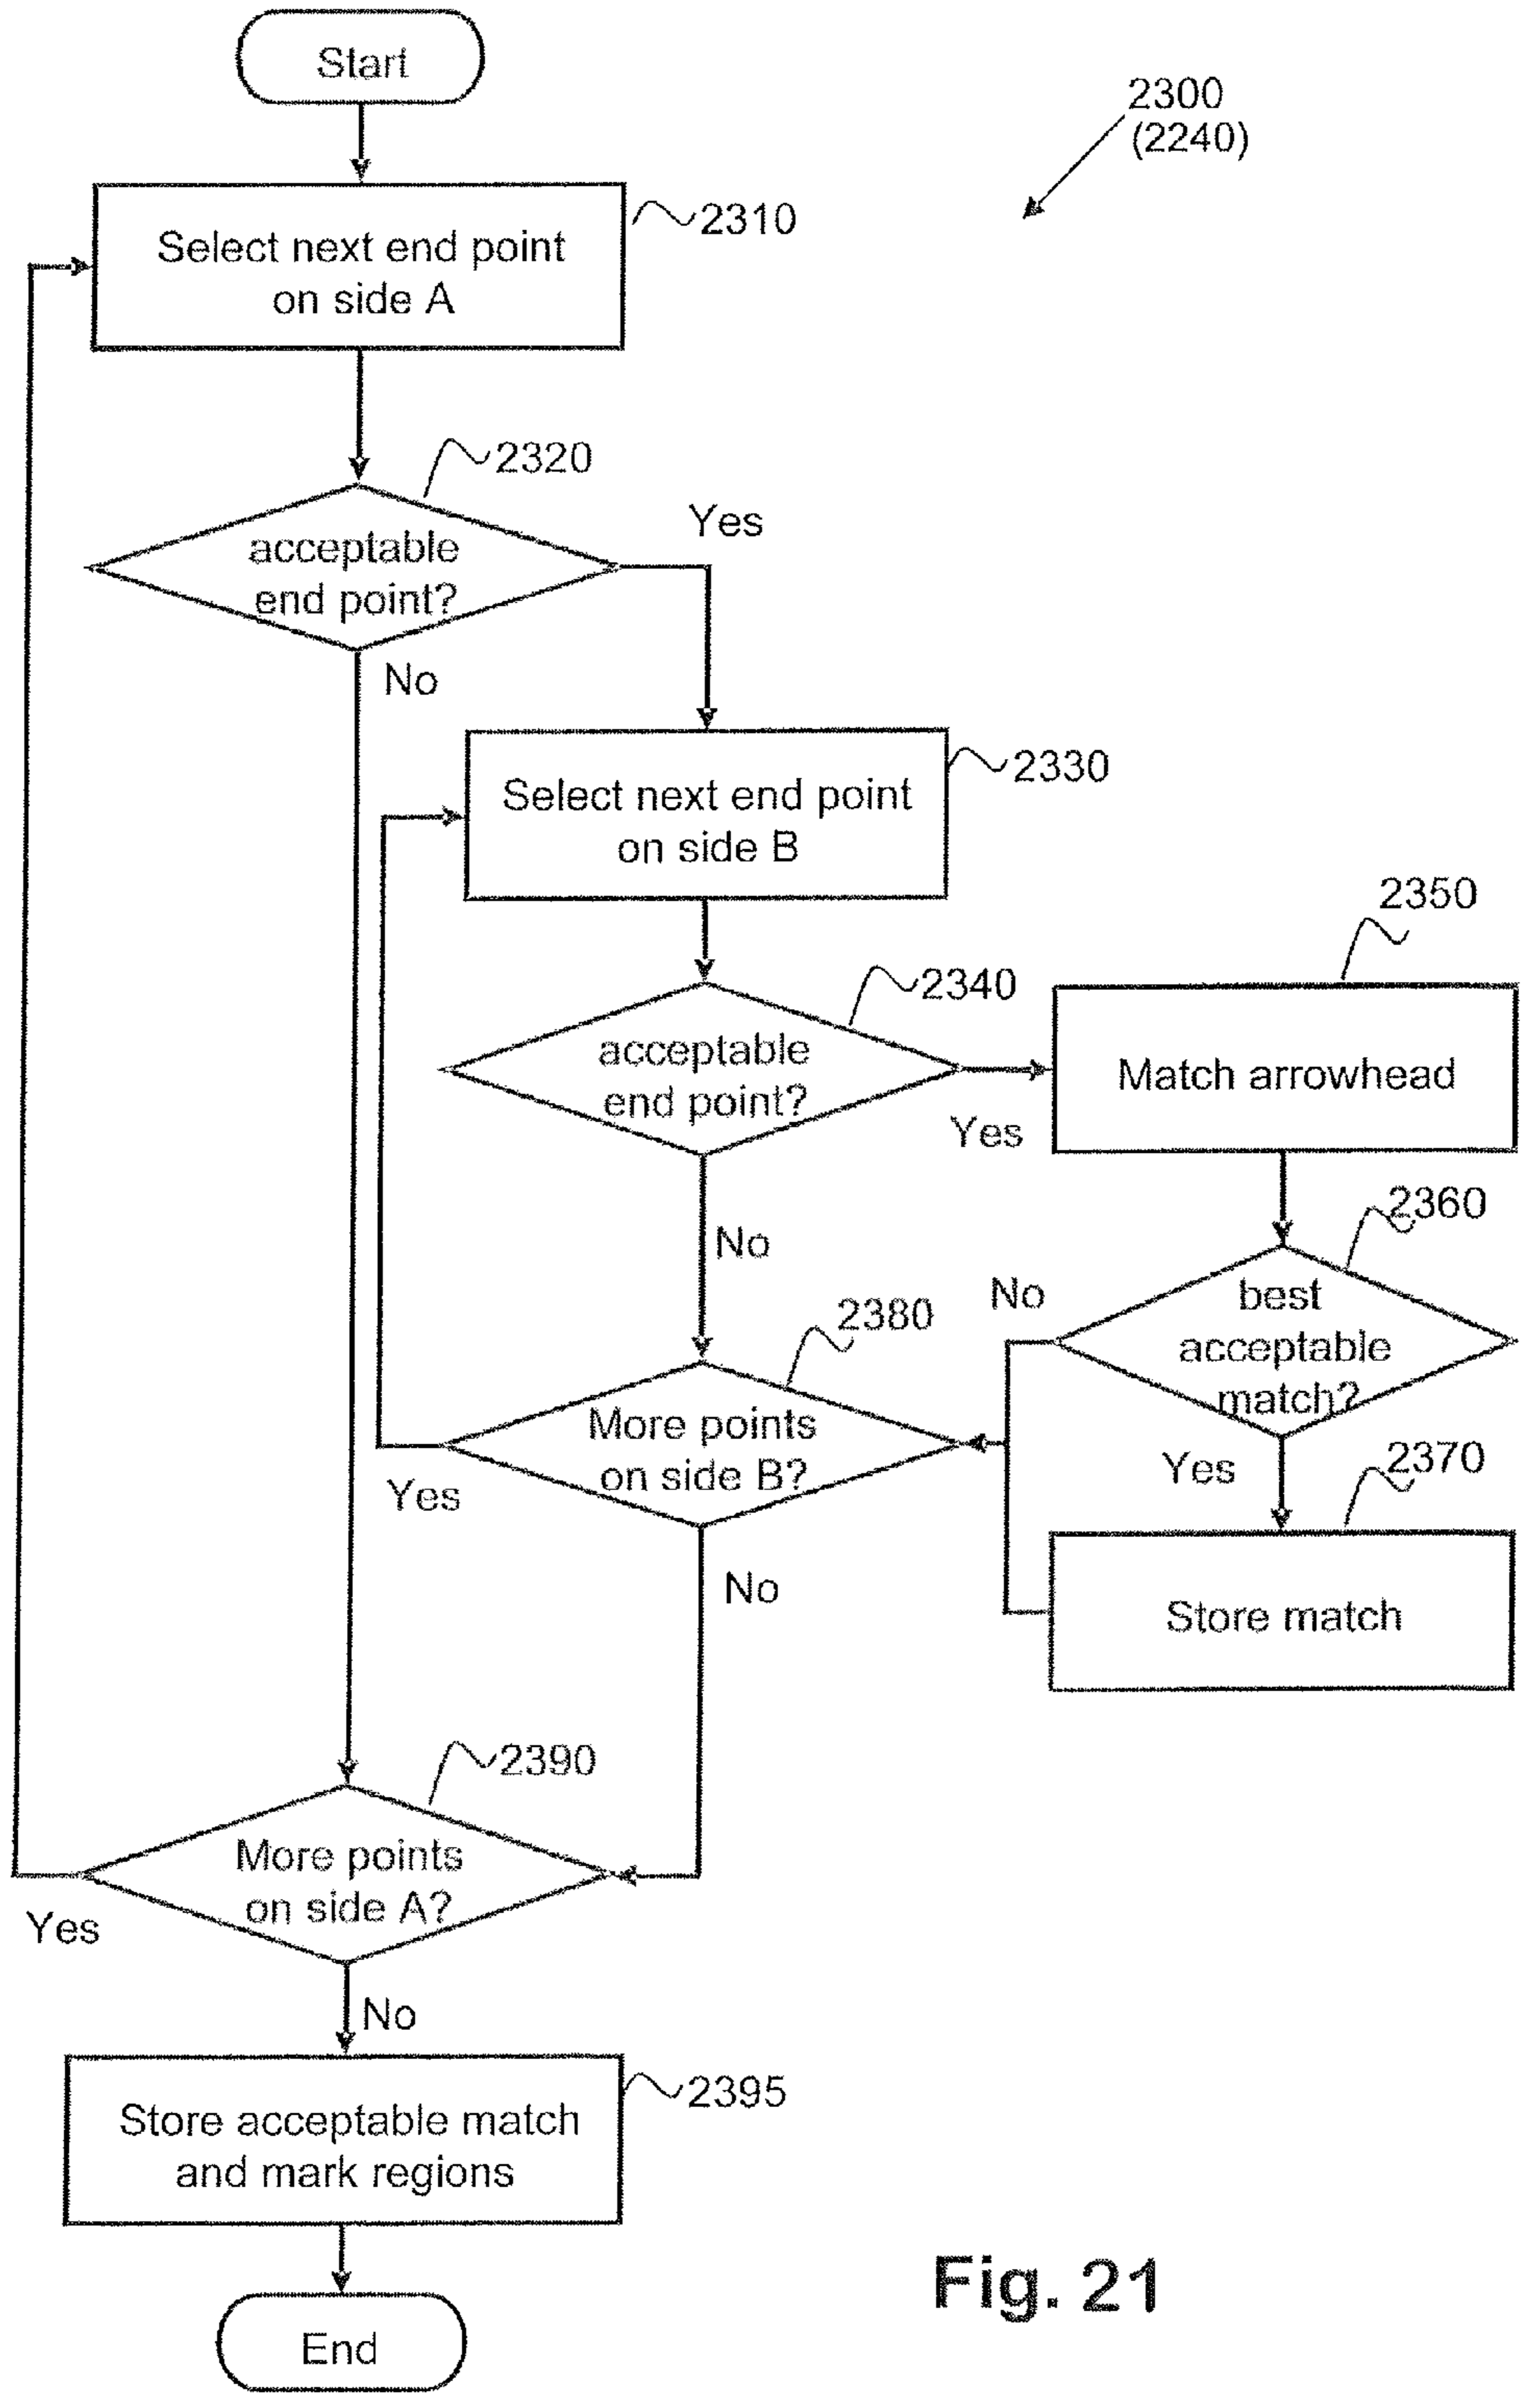 Start
2300
(2240)
2310
Select next end point
on side A
2320
Yes
acceptable
end point?
No
2330
Select next end point
on side B
2350
2340
acceptable
end point?
Match arrowhead
Yes
2360
No
best
acceptable
match?
No
2380
More points
on side B?
Yes
2370
Yes
No
Store match
2390
More points
on side A?
Yes
No
2395
Store acceptable match
and mark regions
Fig. 21
End